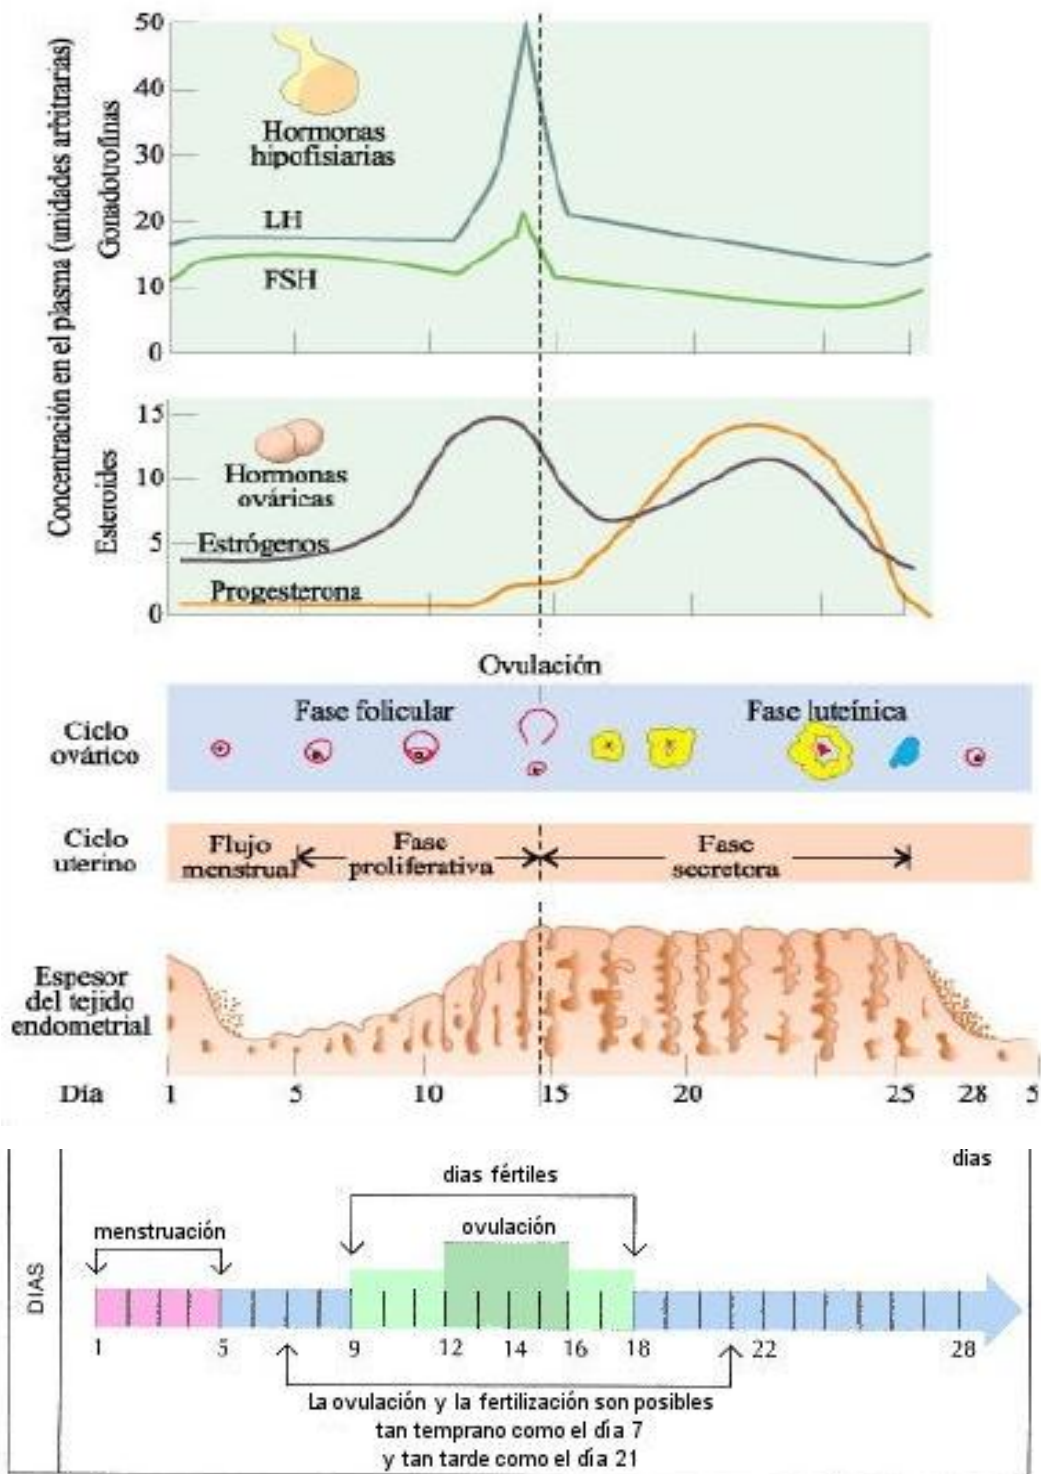 Concentración en el plasma (unidades arbitrarias)
Gonadotrofinas
50
40
30
20
10
0
Hormonas
hipofisiarias
LH
FSH
Esteroides
15
10
5
0
Hormonas
ováricas
Estrógenos
Progesterona
Ovulación
Ciclo
ovárico
Fase folicular
Fase luteínica
Ciclo
uterino
Flujo
menstrual
Fase
proliferativa
Fase
secretora
Espesor
del tejido
endometrial
Día 1 5 10 15 20 25 28 5
dias
dias fértiles
menstruación
ovulación
DIAS
1 5 9 12 14 16 18 22 28
La ovulación y la fertilización son posibles
tan temprano como el día 7
y tan tarde como el día 21